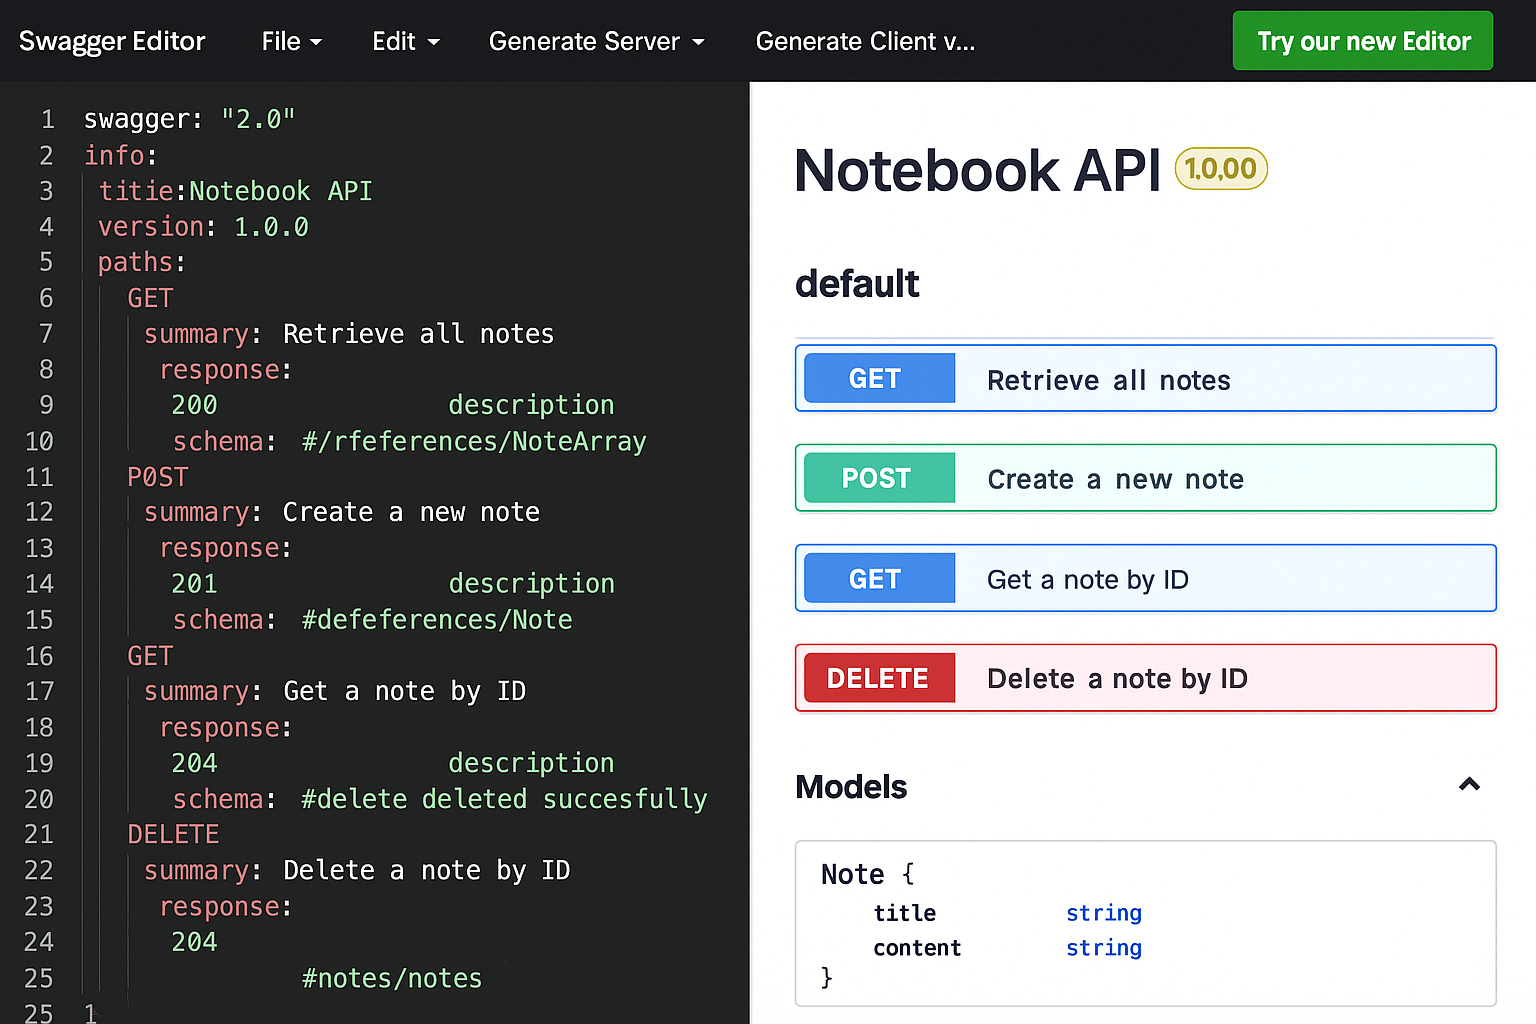 Swagger Editor File Edit Generate Server Generate Client v... Try our new Editor
1 swagger: "2.0"
2 info:
3 titie:Notebook API
4 version: 1.0.0
5 paths:
6 GET
7 summary: Retrieve all notes
8 response:
9 200 description
10 schema: #/rfeferences/NoteArray
11 P0ST
12 summary: Create a new note
13 response:
14 201 description
15 schema: #defeferences/Note
16 GET
17 summary: Get a note by ID
18 response:
19 204 description
20 schema: #delete deleted succesfully
21 DELETE
22 summary: Delete a note by ID
23 response:
24 204
25 #notes/notes
25 1
Notebook API 1.0,00
default
GET Retrieve all notes
POST Create a new note
GET Get a note by ID
DELETE Delete a note by ID
Models
Note {
title string
content string
}